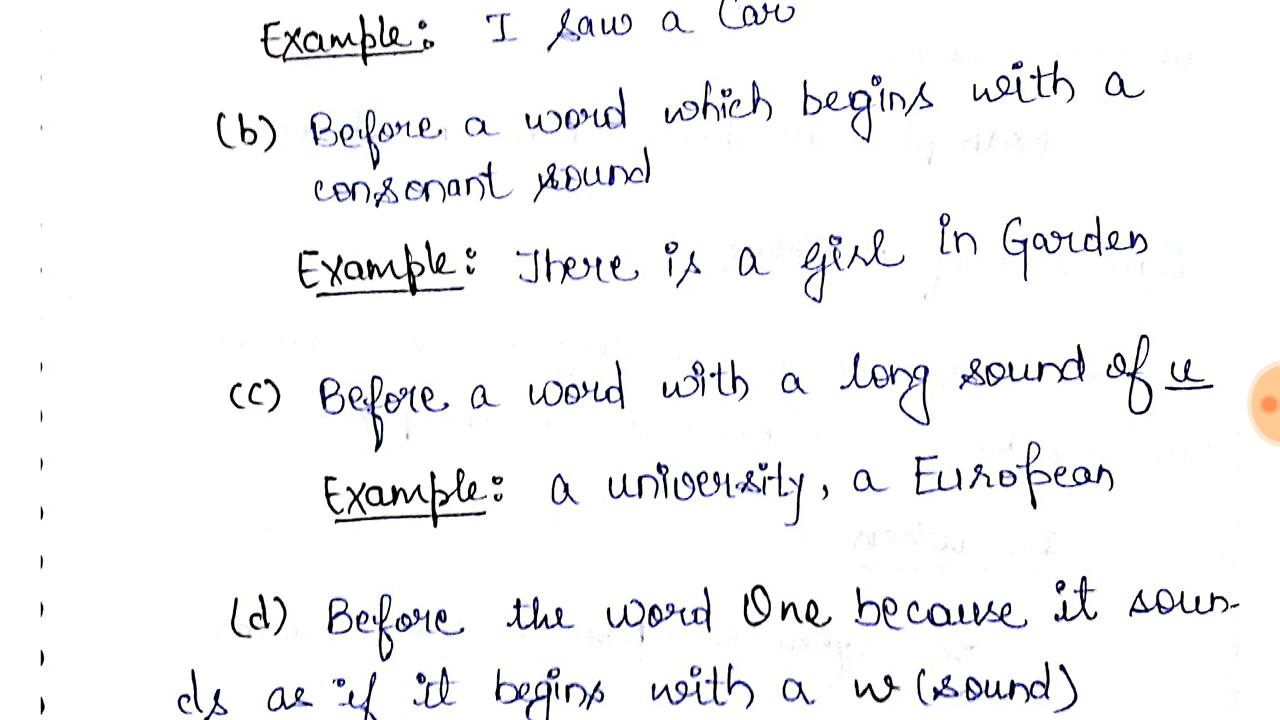 Example: I saw a Car
(b) Before a word which begins with a
consonant sound
Example: There is a girl in Garden
(c) Before a word with a long sound of u
Example: a university, a European
(d) Before the word One because it soun-
ds as if it begins with a w (sound)